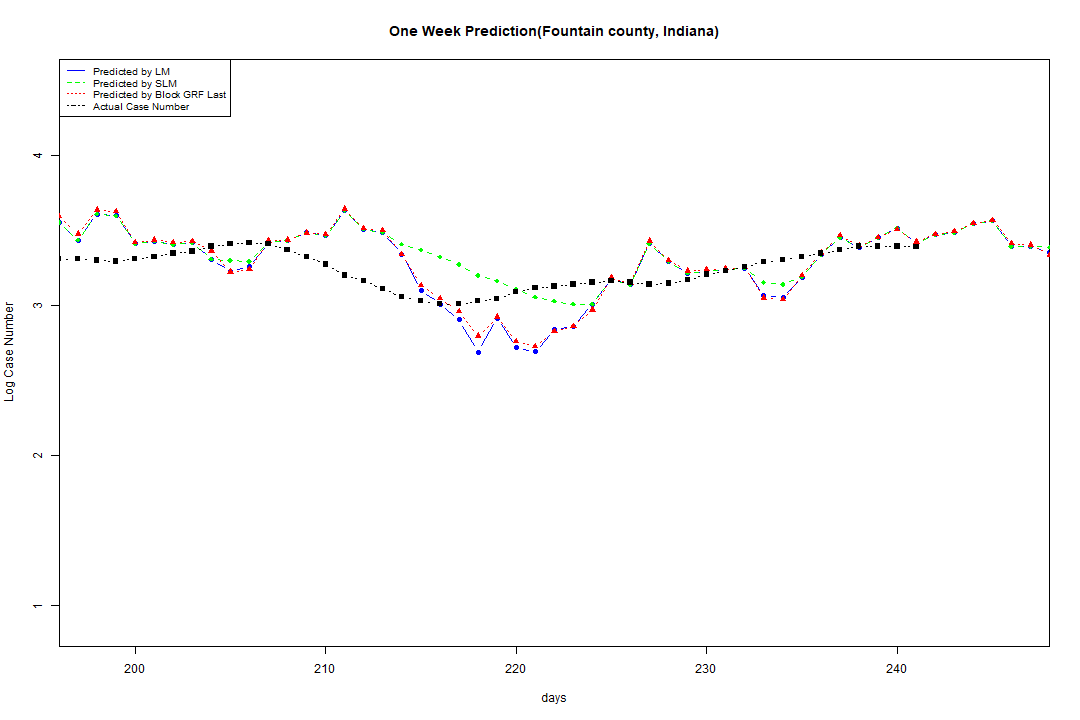 One Week Prediction(Fountain county, Indiana)
Predicted by LM
Predicted by SLM
Predicted by Block GRF Last
Actual Case Number
4
3
2
1
Log Case Number
200 210 220 230 240
days